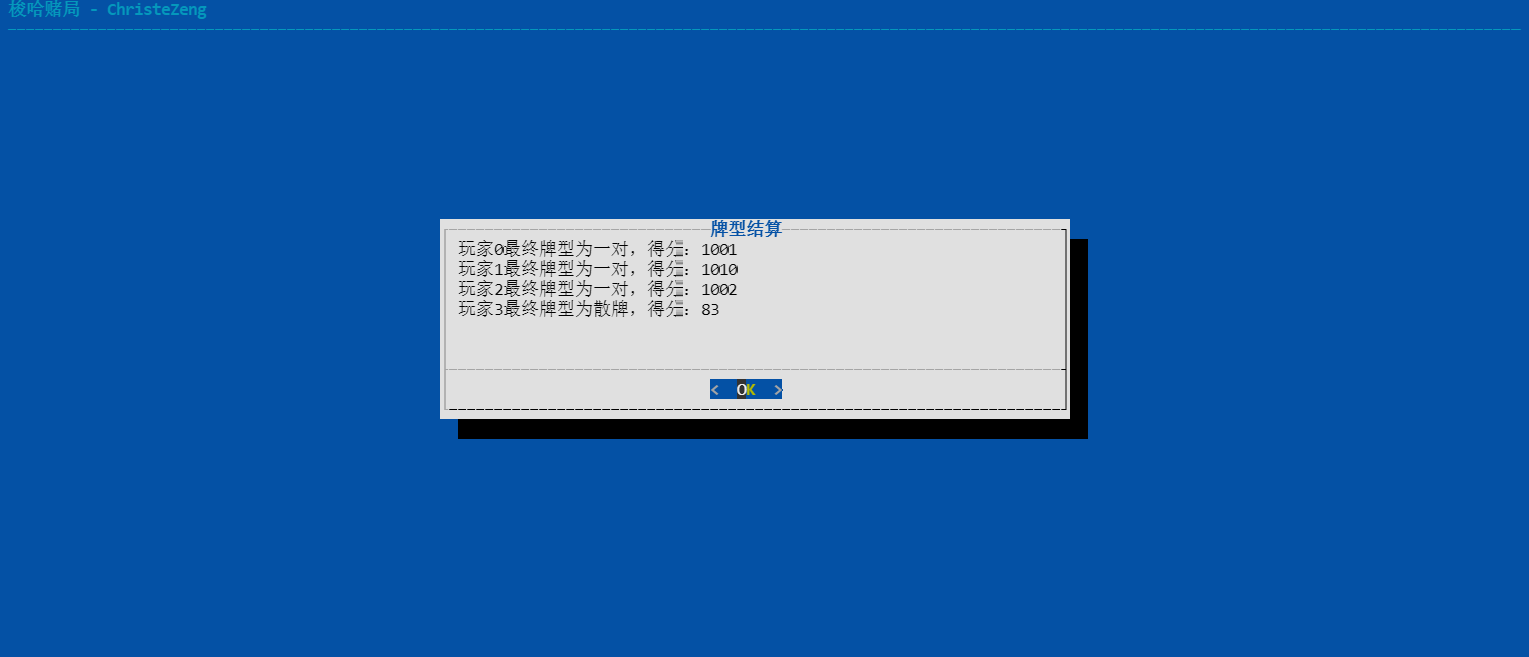 梭哈赌局 - ChristeZeng
牌型结算
玩家0最终牌型为一对，得分：1001
玩家1最终牌型为一对，得分：1010
玩家2最终牌型为一对，得分：1002
玩家3最终牌型为散牌，得分：83
< OK >